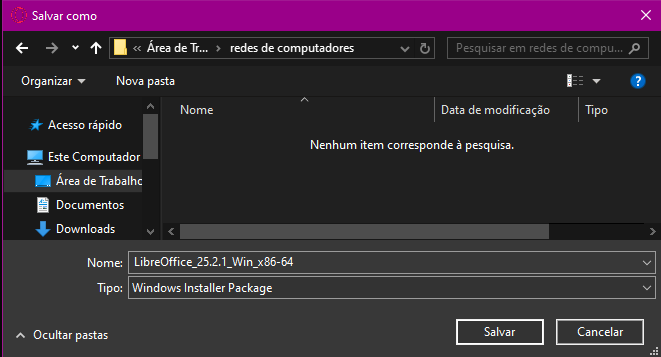 Salvar como
« Área de Tr... › redes de computadores
Pesquisar em redes de compu...
Organizar
Nova pasta
?
Nome
Data de modificação
Tipo
Acesso rápido
Este Computador
Área de Trabalho
Documentos
Downloads
Nenhum item corresponde à pesquisa.
Nome: LibreOffice_25.2.1_Win_x86-64
Tipo: Windows Installer Package
Ocultar pastas
Salvar
Cancelar